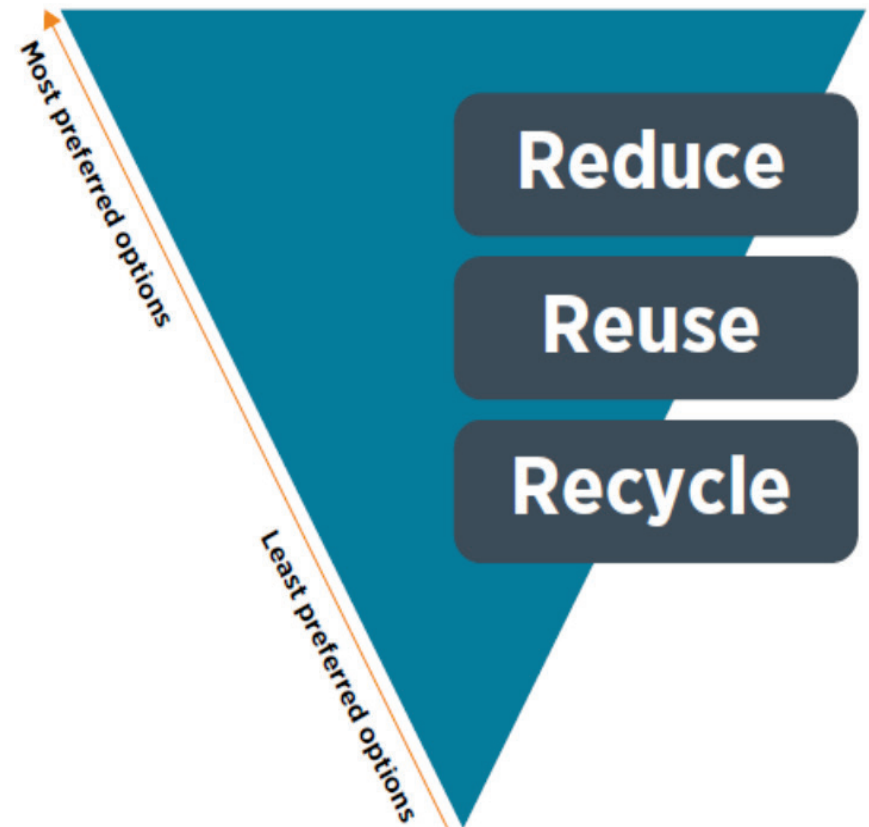 Most preferred options
Reduce
Reuse
Recycle
Least preferred options